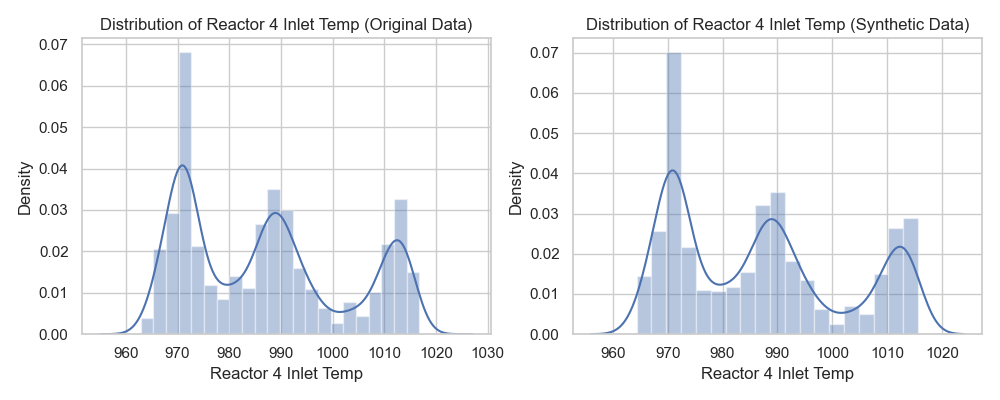 Distribution of Reactor 4 Inlet Temp (Original Data)
0.07
0.06
0.05
0.04
0.03
0.02
0.01
0.00
Density
960 970 980 990 1000 1010 1020 1030
Reactor 4 Inlet Temp
Distribution of Reactor 4 Inlet Temp (Synthetic Data)
0.07
0.06
0.05
0.04
0.03
0.02
0.01
0.00
Density
960 970 980 990 1000 1010 1020
Reactor 4 Inlet Temp